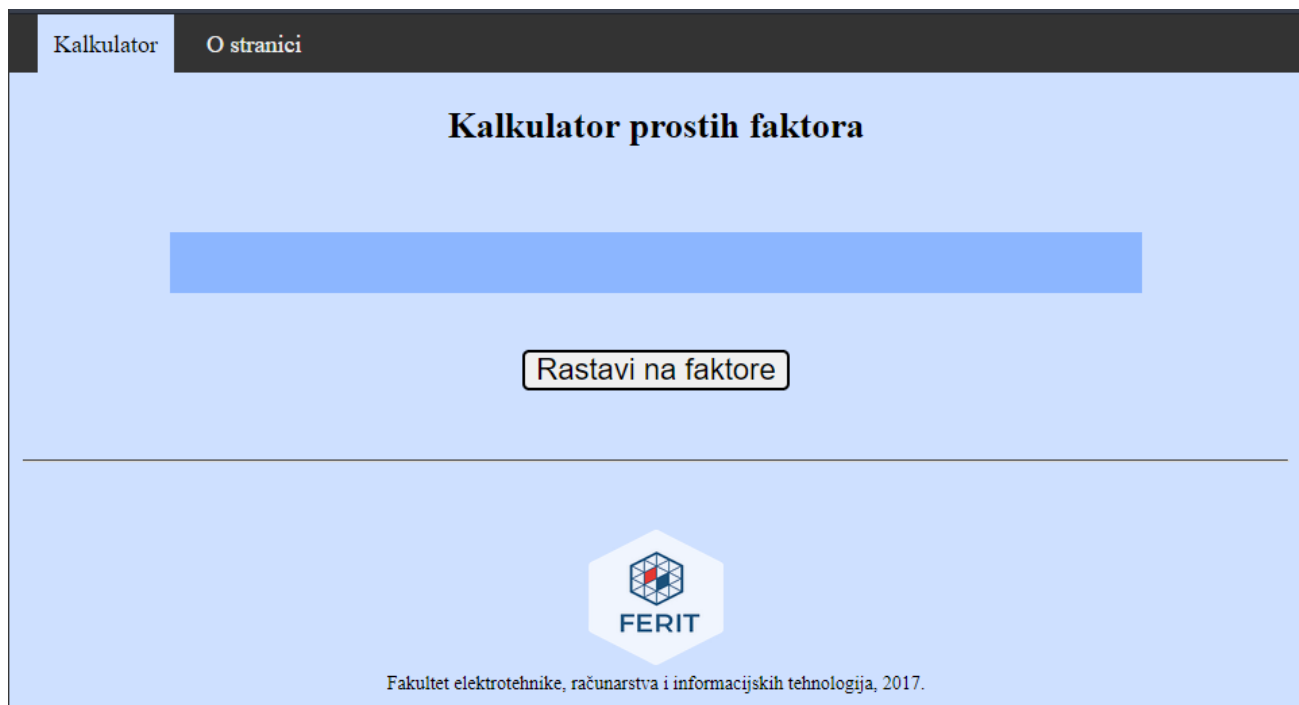 Kalkulator O stranici
Kalkulator prostih faktora
Rastavi na faktore
FERIT
Fakultet elektrotehnike, računarstva i informacijskih tehnologija, 2017.